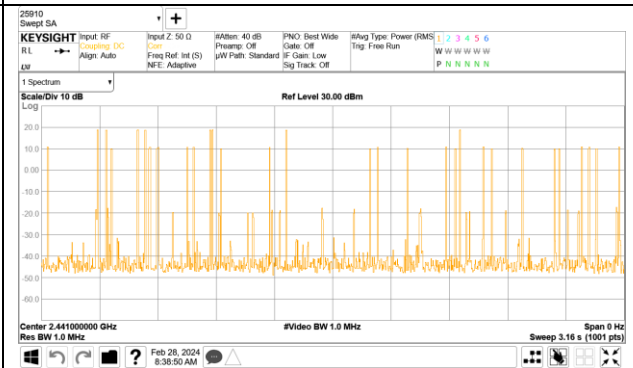 25910
Swept SA
+
KEYSIGHT Input: RF Input Z: 50 Ω #Atten: 40 dB PNO: Best Wide #Avg Type: Power (RMS 1 2 3 4 5 6
RL Coupling: DC Corr Preamp: Off Gate: Off Trig: Free Run W W W W W W
Align: Auto Freq Ref: Int (S) µW Path: Standard IF Gain: Low P N N N N N
NFE: Adaptive Sig Track: Off
LXI
1 Spectrum
Scale/Div 10 dB Ref Level 30.00 dBm
Log
20.0
10.0
0.00
-10.0
-20.0
-30.0
-40.0
-50.0
-60.0
Center 2.441000000 GHz #Video BW 1.0 MHz Span 0 Hz
Res BW 1.0 MHz Sweep 3.16 s (1001 pts)
? Feb 28, 2024
8:38:50 AM